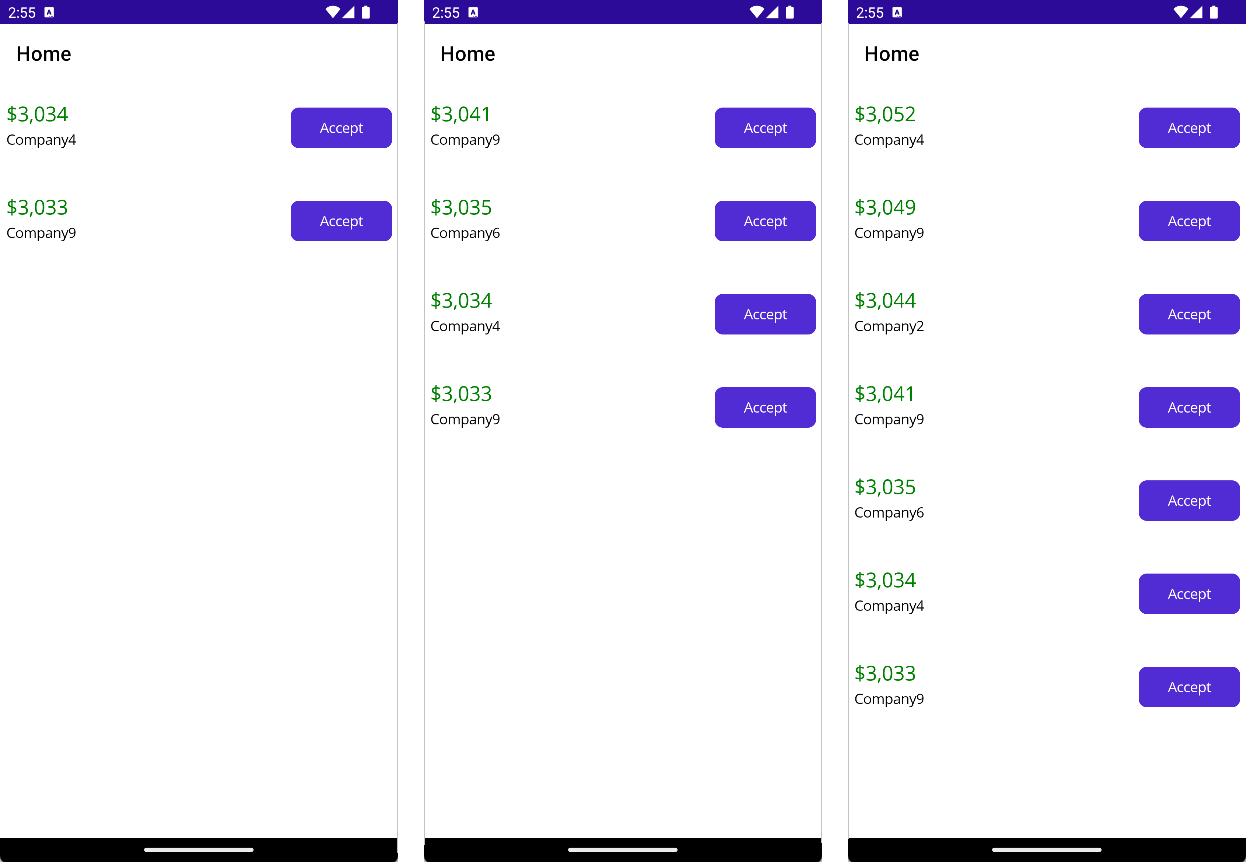 2:55
Home
$3,034
Company4
Accept
$3,033
Company9
Accept
2:55
Home
$3,041
Company9
Accept
$3,035
Company6
Accept
$3,034
Company4
Accept
$3,033
Company9
Accept
2:55
Home
$3,052
Company4
Accept
$3,049
Company9
Accept
$3,044
Company2
Accept
$3,041
Company9
Accept
$3,035
Company6
Accept
$3,034
Company4
Accept
$3,033
Company9
Accept